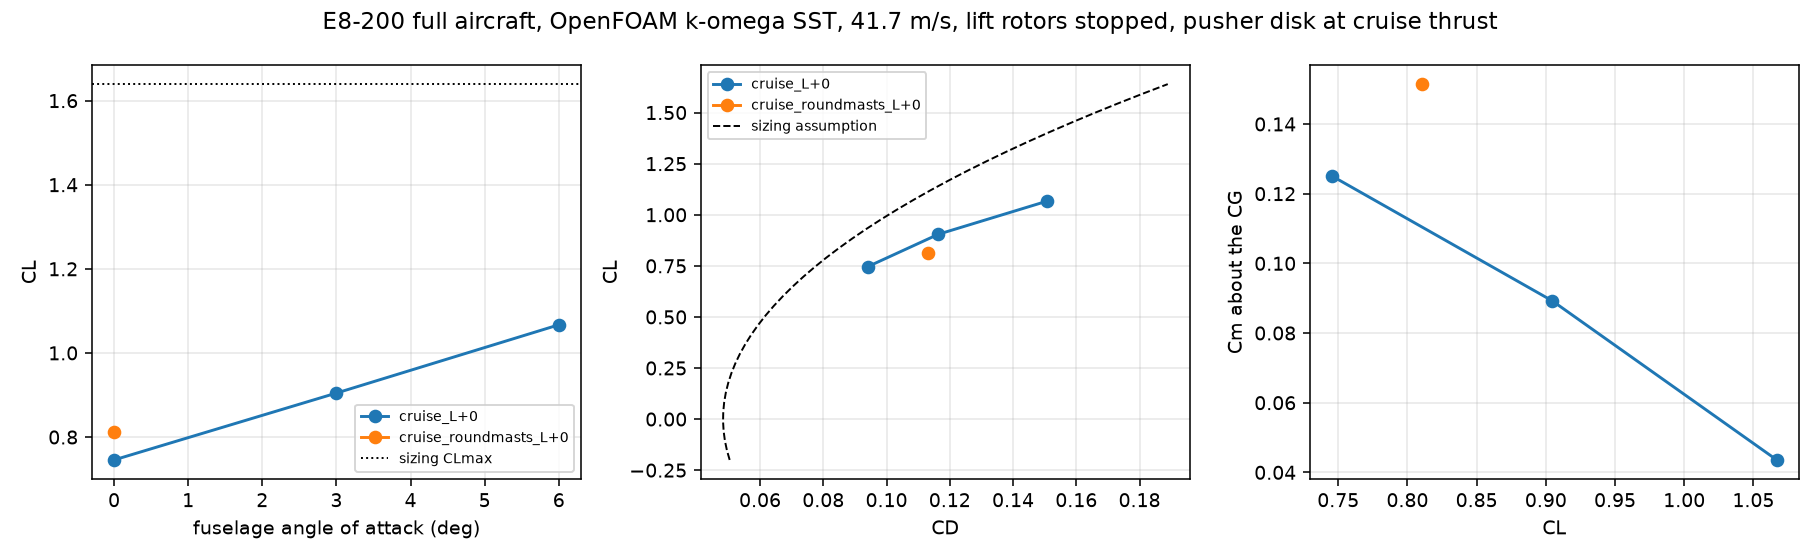 E8-200 full aircraft, OpenFOAM k-omega SST, 41.7 m/s, lift rotors stopped, pusher disk at cruise thrust
CL
1.6
1.4
1.2
1.0
0.8
cruise_L+0
cruise_roundmasts_L+0
sizing CLmax
0 1 2 3 4 5 6
fuselage angle of attack (deg)
CL
cruise_L+0
cruise_roundmasts_L+0
sizing assumption
1.50
1.25
1.00
0.75
0.50
0.25
0.00
−0.25
0.06 0.08 0.10 0.12 0.14 0.16 0.18
CD
Cm about the CG
0.14
0.12
0.10
0.08
0.06
0.04
0.75 0.80 0.85 0.90 0.95 1.00 1.05
CL